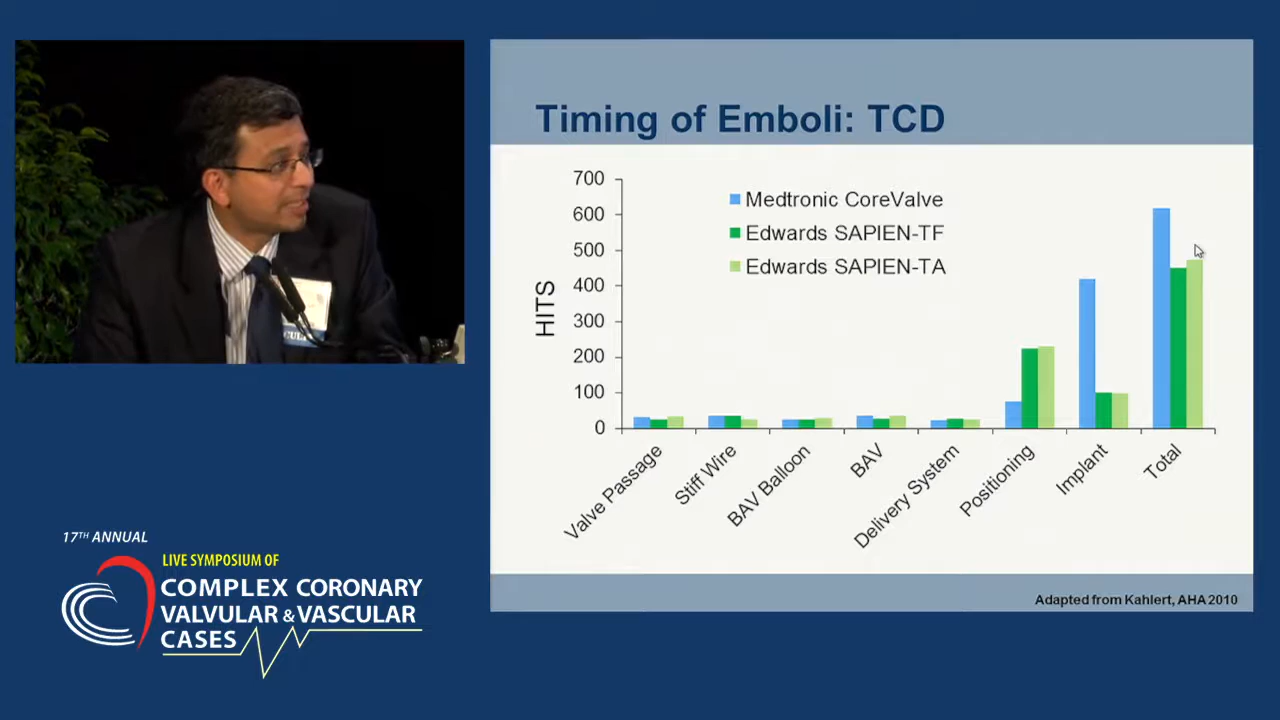 Timing of Emboli: TCD
700
600
500
400
300
200
100
0
HITS
Medtronic CoreValve
Edwards SAPIEN-TF
Edwards SAPIEN-TA
Valve Passage
Stiff Wire
BAV Balloon
BAV
Delivery System
Positioning
Implant
Total
Adapted from Kahlert, AHA 2010
17TH ANNUAL
LIVE SYMPOSIUM OF
COMPLEX CORONARY
VALVULAR & VASCULAR
CASES